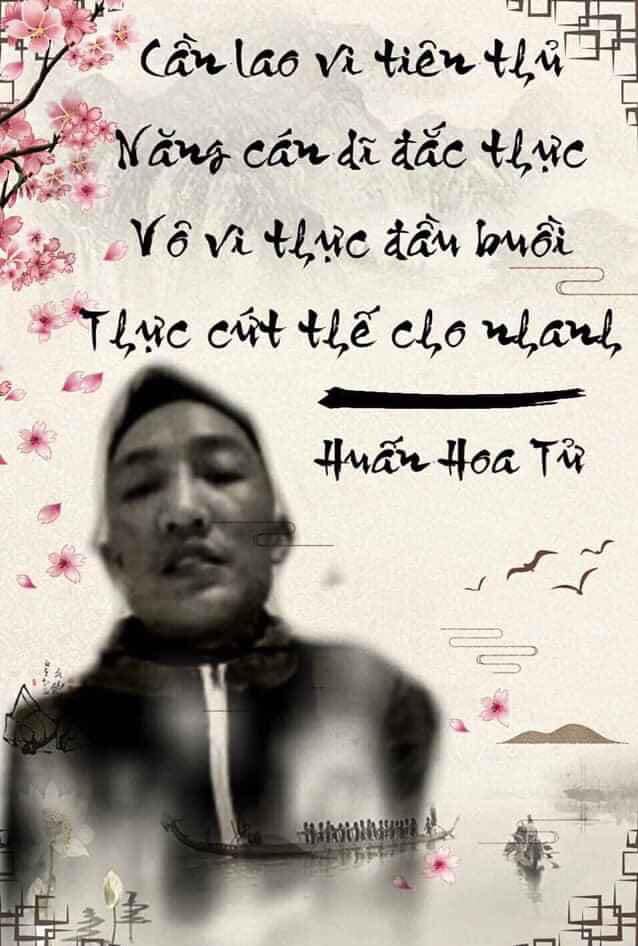 Cần lao vi tiên thủ
Năng cán dĩ đắc thực
Vô vi thực đầu buồi
Thực cứt thế cho nhanh
Huấn Hoa Tử